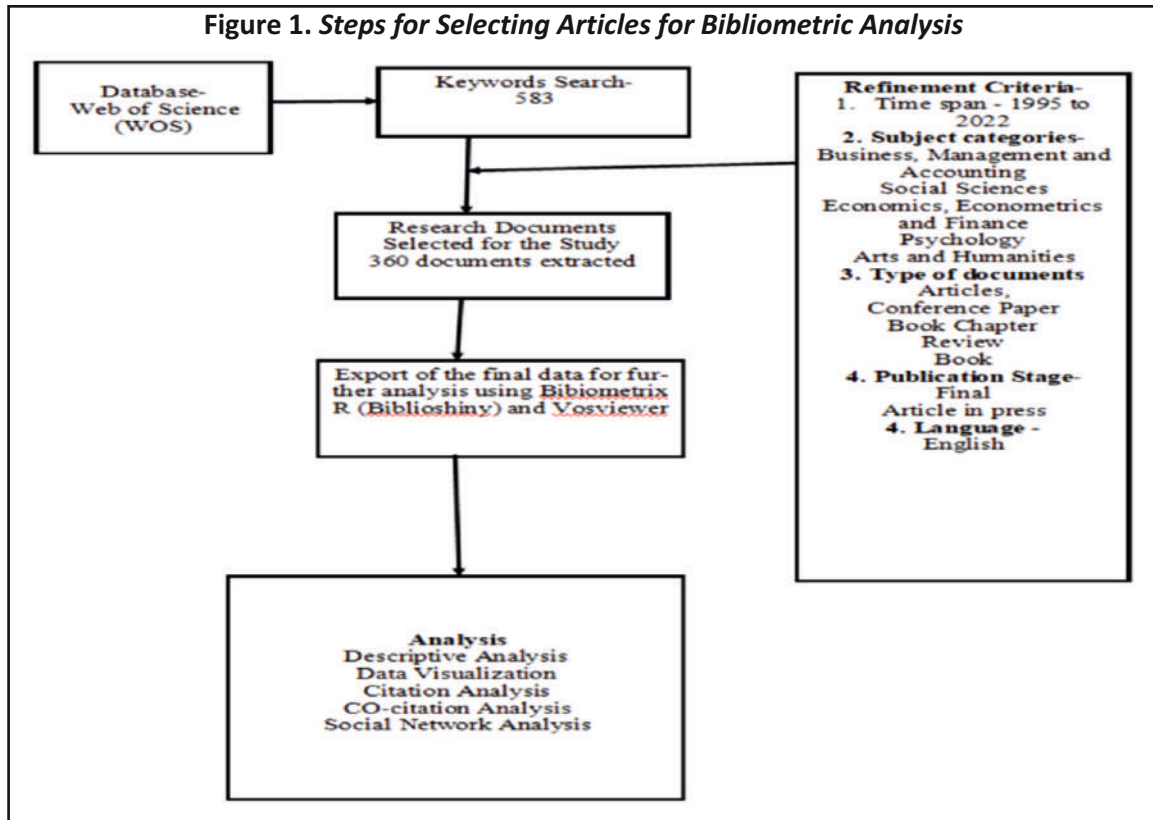 Figure 1. Steps for Selecting Articles for Bibliometric Analysis
Database-
Web of Science
(WOS)
Keywords Search-
583
Refinement Criteria-
1. Time span - 1995 to
2022
2. Subject categories-
Business, Management and
Accounting
Social Sciences
Economics, Econometrics
and Finance
Psychology
Arts and Humanities
3. Type of documents
Articles,
Conference Paper
Book Chapter
Review
Book
4. Publication Stage-
Final
Article in press
4. Language -
English
Research Documents
Selected for the Study
360 documents extracted
Export of the final data for fur-
ther analysis using Bibiometrix
R (Biblioshiny) and Vosviewer
Analysis
Descriptive Analysis
Data Visualization
Citation Analysis
CO-citation Analysis
Social Network Analysis